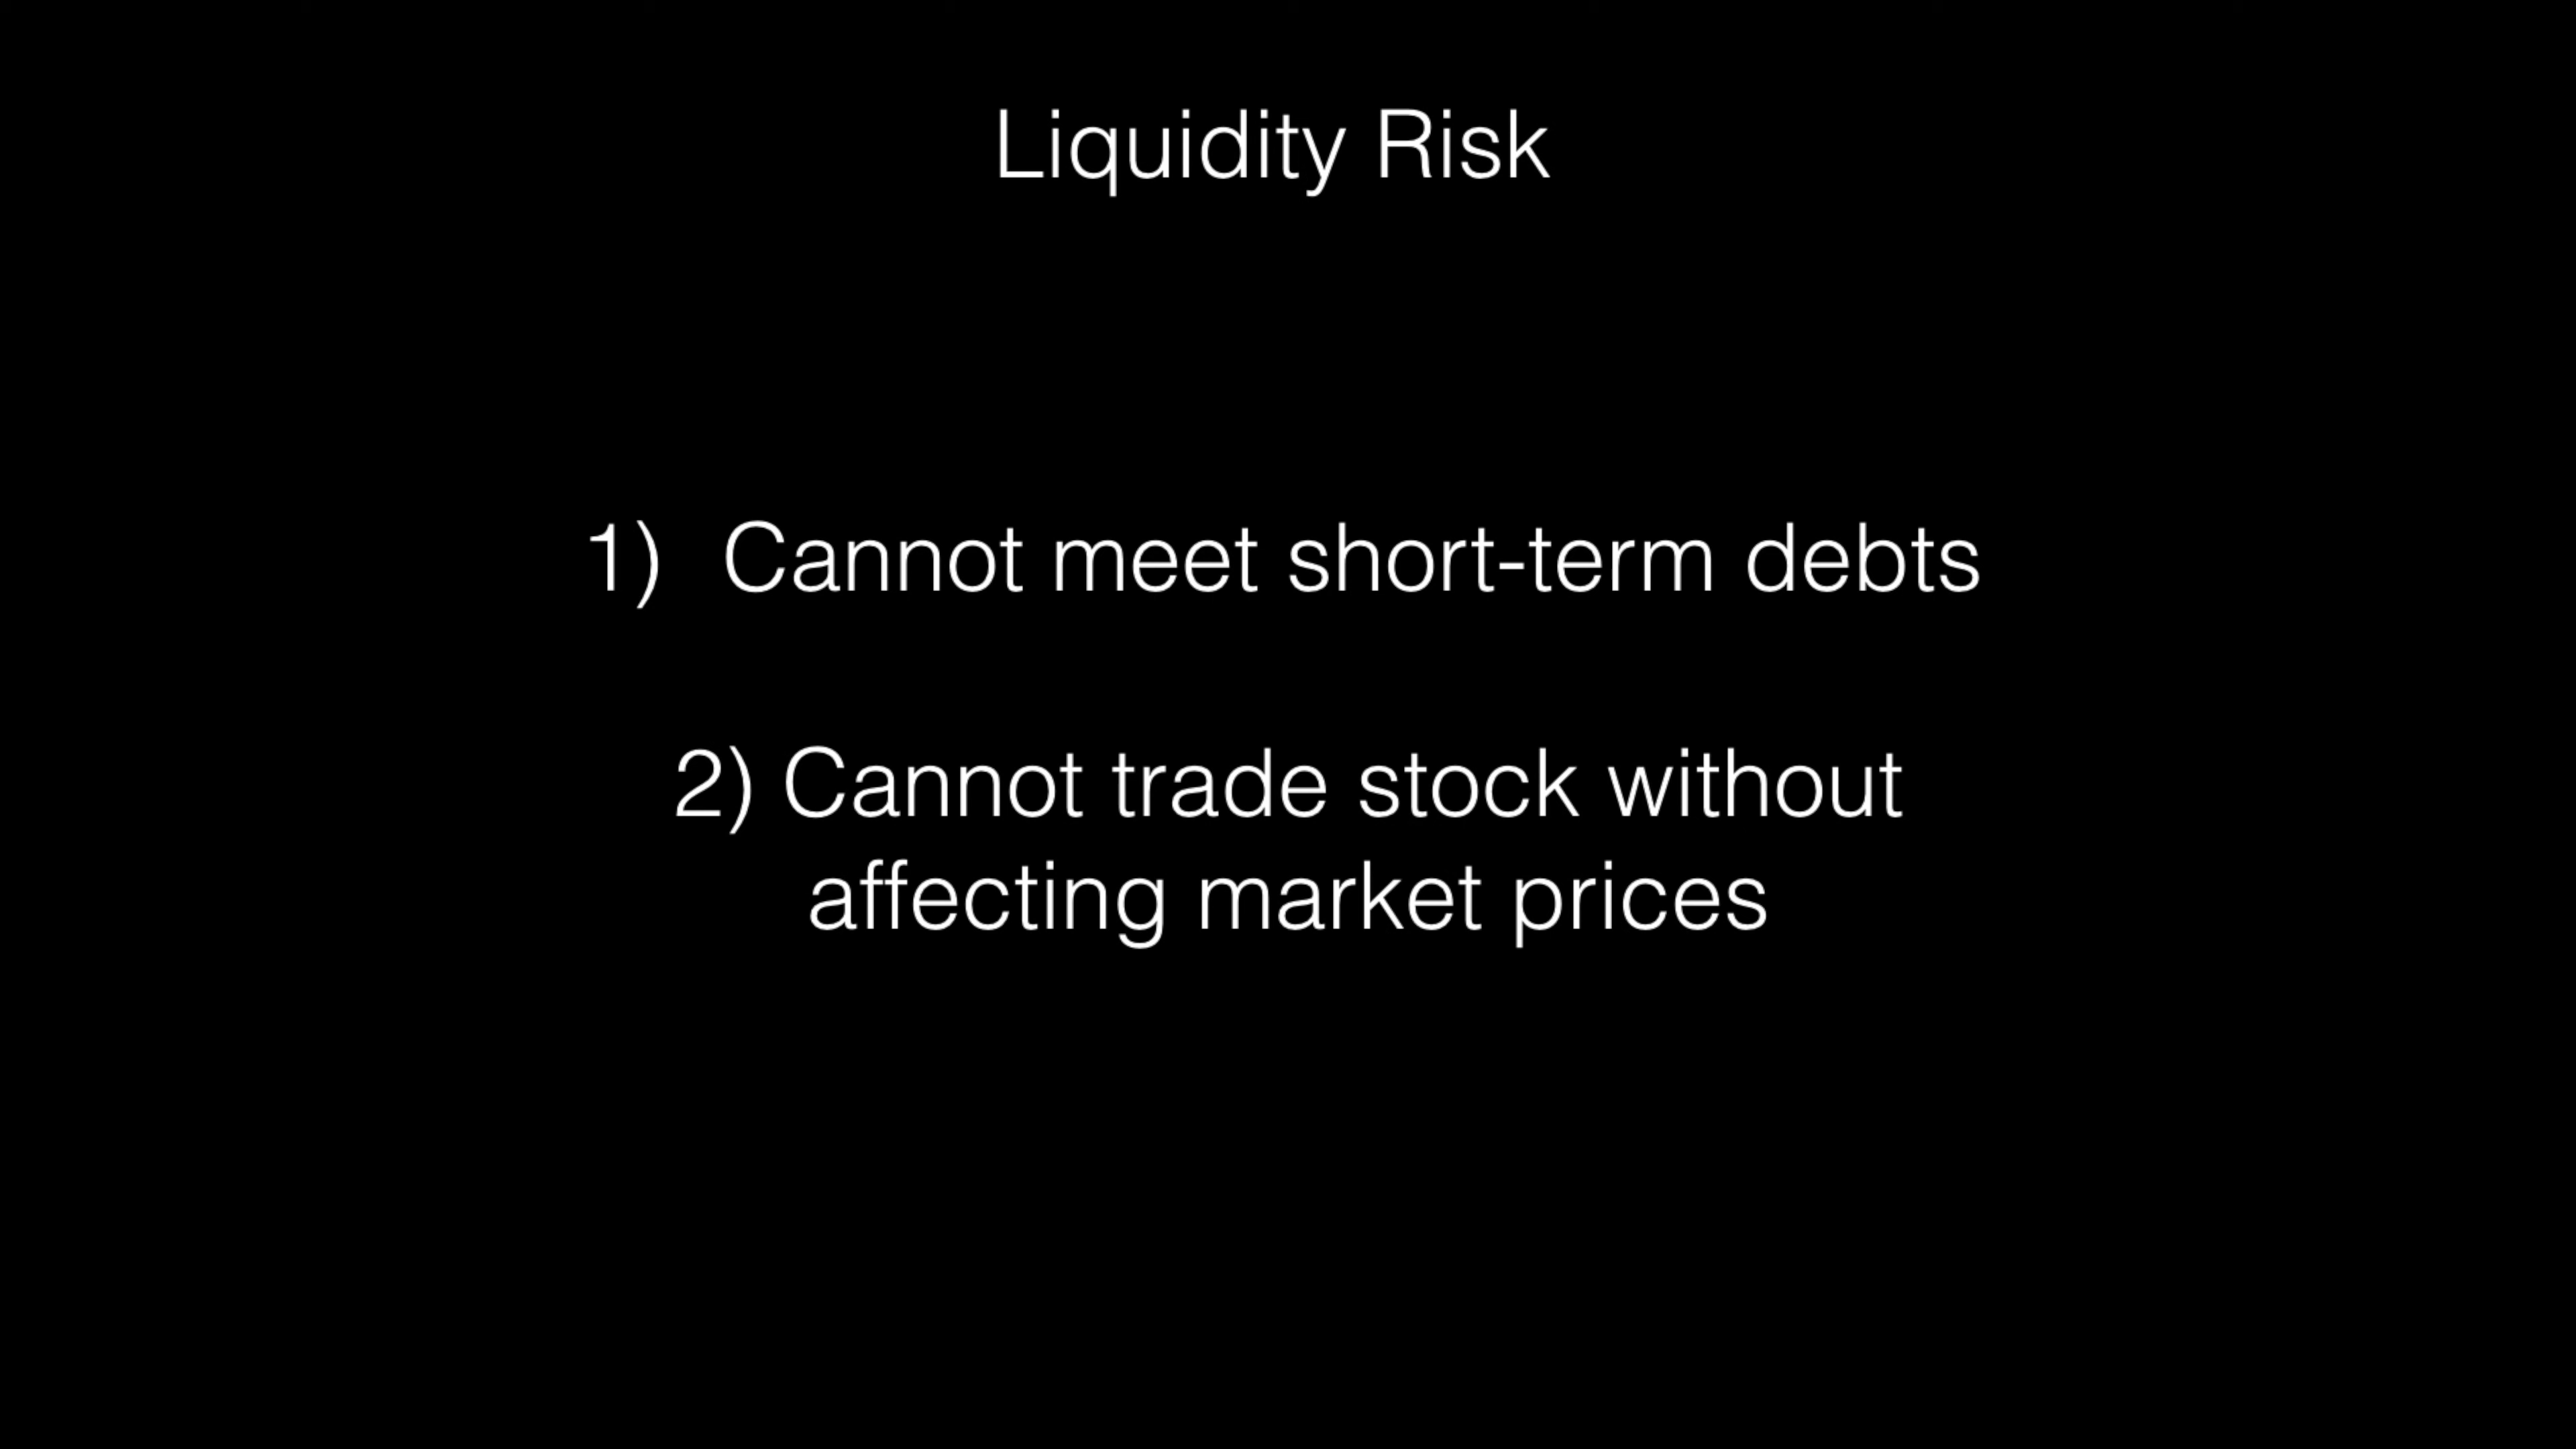 Liquidity Risk
1) Cannot meet short-term debts
2) Cannot trade stock without
affecting market prices